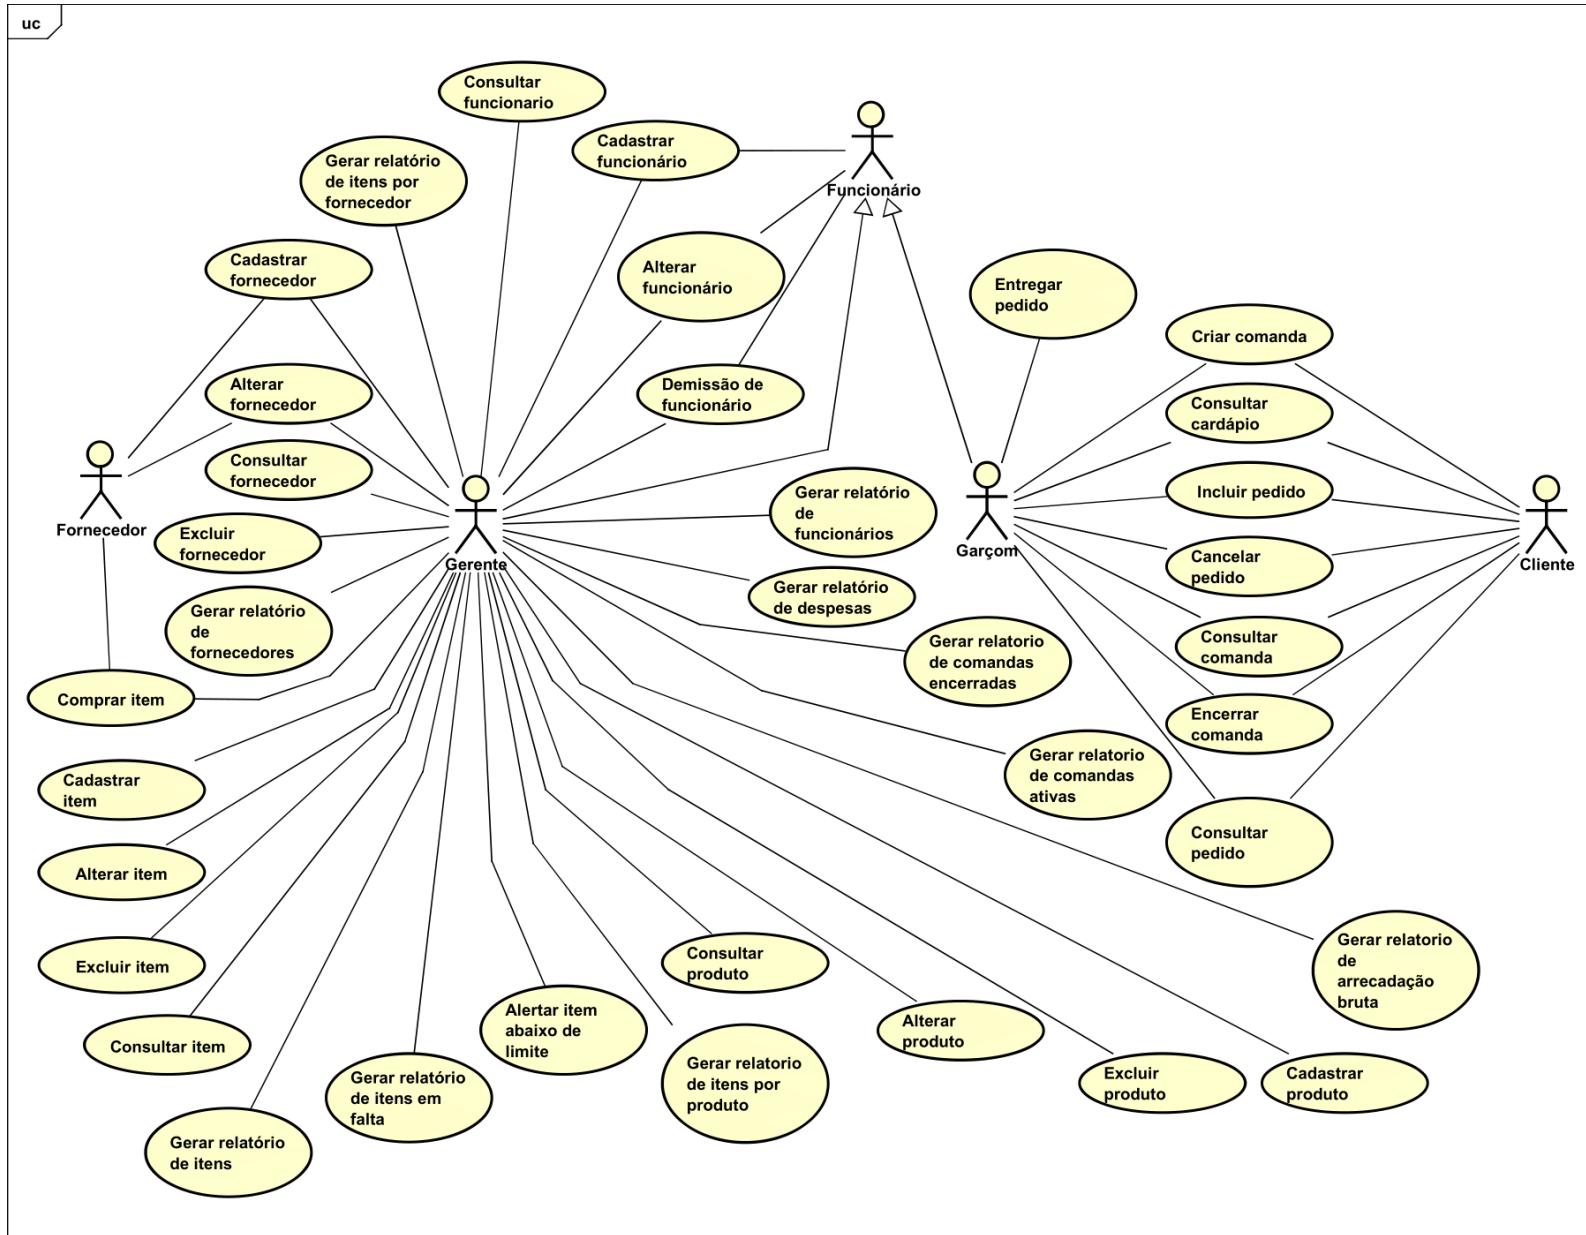 uc
Consultar
funcionario
Cadastrar
funcionário
Gerar relatório
de itens por
fornecedor
Funcionário
Cadastrar
fornecedor
Alterar
funcionário
Entregar
pedido
Criar comanda
Alterar
fornecedor
Demissão de
funcionário
Consultar
cardápio
Consultar
fornecedor
Fornecedor
Gerar relatório
de
funcionários
Incluir pedido
Excluir
fornecedor
Gerente
Garçom
Cancelar
pedido
Cliente
Gerar relatório
de despesas
Gerar relatório
de
fornecedores
Gerar relatorio
de comandas
encerradas
Consultar
comanda
Comprar item
Encerrar
comanda
Cadastrar
item
Gerar relatorio
de comandas
ativas
Consultar
pedido
Alterar item
Excluir item
Consultar
produto
Gerar relatorio
de
arrecadação
bruta
Consultar item
Alertar item
abaixo de
limite
Alterar
produto
Gerar relatório
de itens em
falta
Gerar relatorio
de itens por
produto
Excluir
produto
Cadastrar
produto
Gerar relatório
de itens